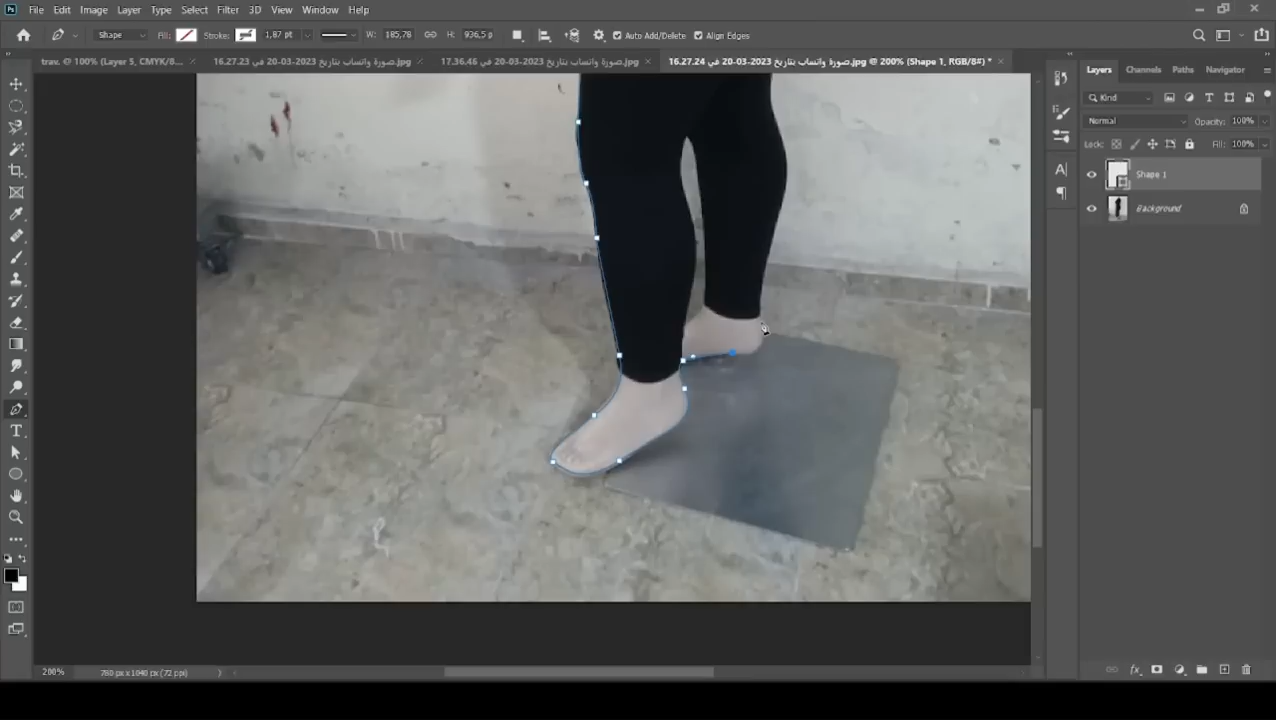 File Edit Image Layer Type Select Filter 3D View Window Help
Shape Fill: Stroke: 1,87 pt W: 185,78 H: 936,5 p Auto Add/Delete Align Edges
trav. @ 100% (Layer 5, CMYK/8... × صورة واتساب بتاريخ 2023-03-20 في 16.27.23.jpg × صورة واتساب بتاريخ 2023-03-20 في 17.36.46.jpg × صورة واتساب بتاريخ 2023-03-20 في 16.27.24.jpg @ 200% (Shape 1, RGB/8#) * ×
Layers Channels Paths Navigator
Kind
Normal Opacity: 100%
Lock: Fill: 100%
Shape 1
Background
200% 780 px x 1040 px (72 ppi)